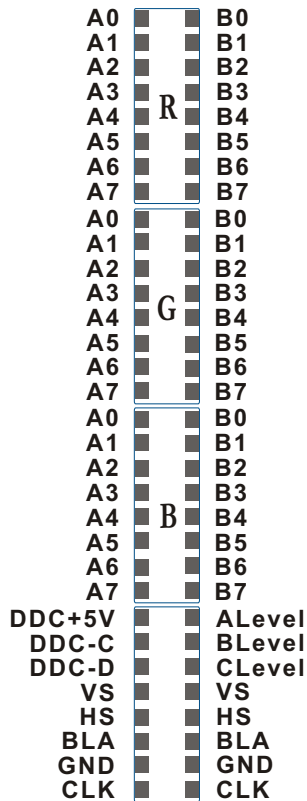 A0 B0
A1 B1
A2 B2
A3 B3
A4 R B4
A5 B5
A6 B6
A7 B7
A0 B0
A1 B1
A2 B2
A3 B3
A4 G B4
A5 B5
A6 B6
A7 B7
A0 B0
A1 B1
A2 B2
A3 B3
A4 B B4
A5 B5
A6 B6
A7 B7
DDC+5V ALevel
DDC-C BLevel
DDC-D CLevel
VS VS
HS HS
BLA BLA
GND GND
CLK CLK